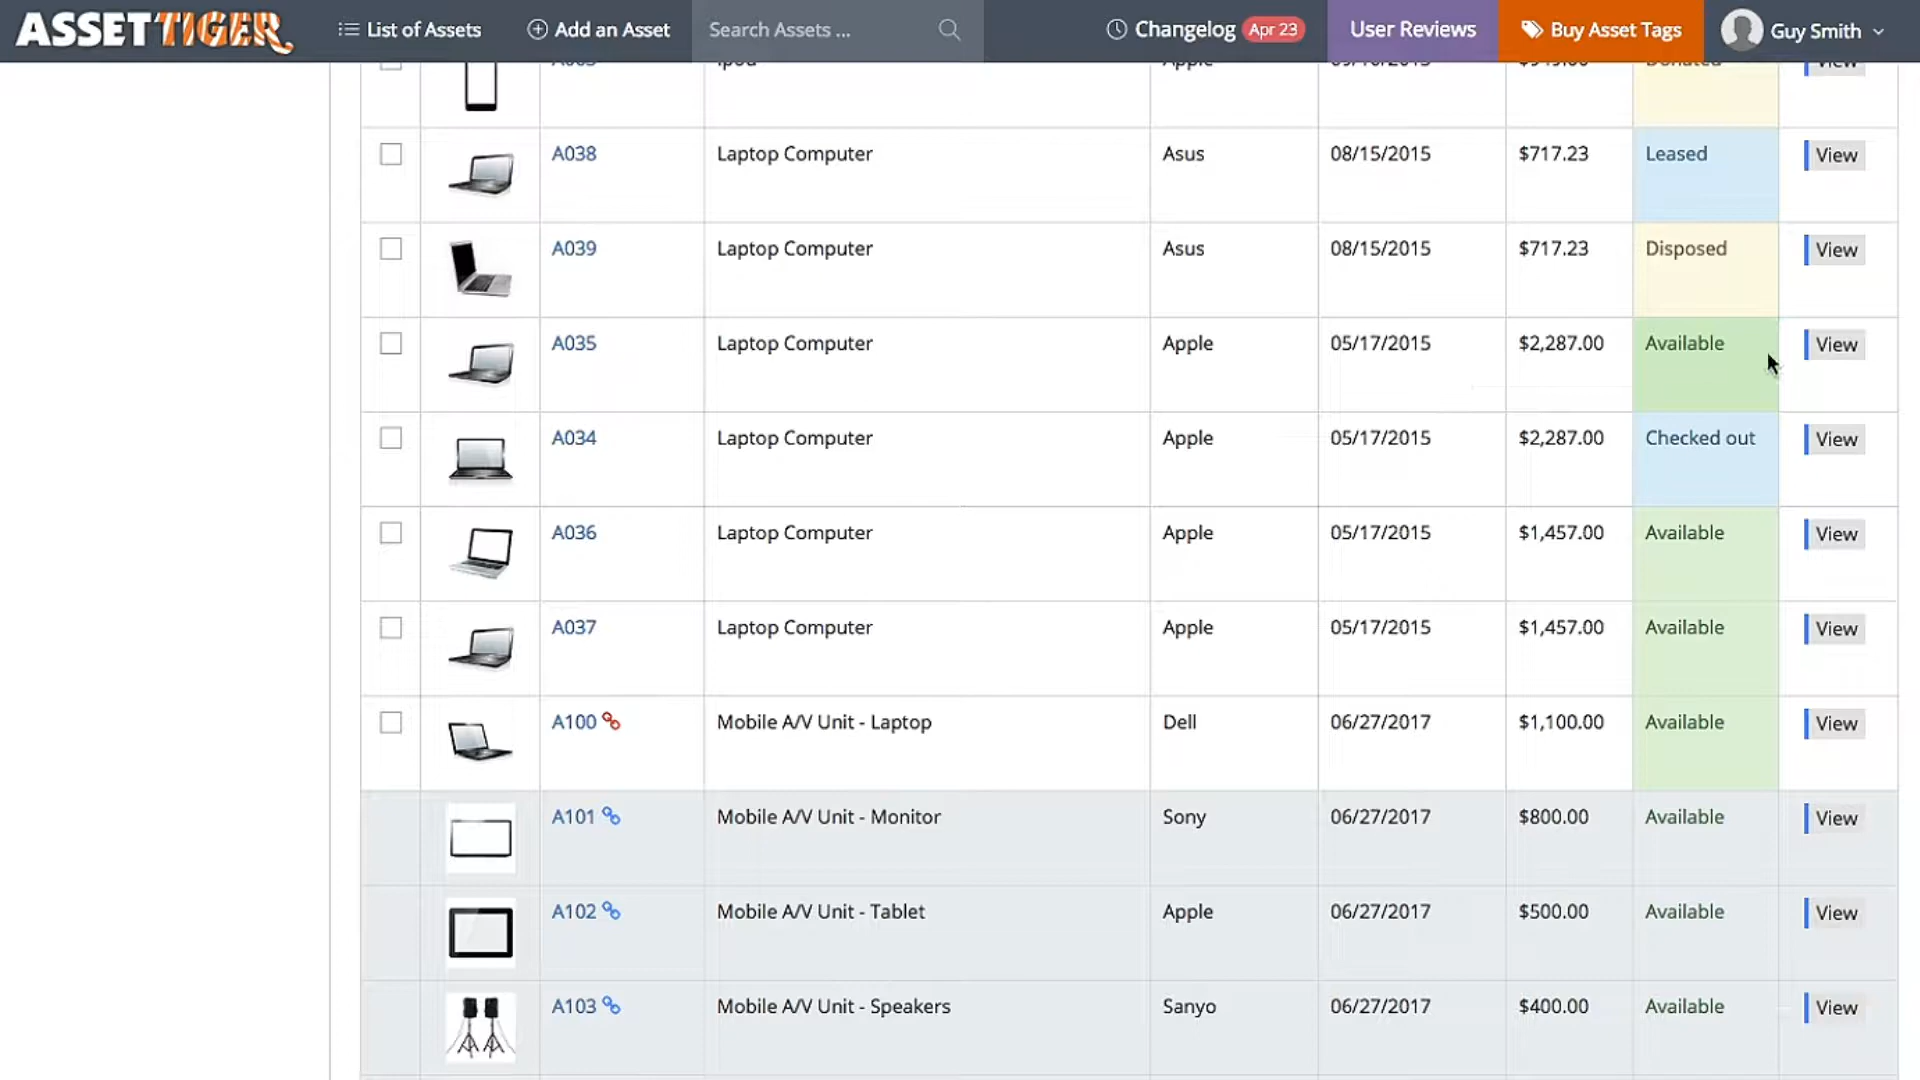 ASSETTIGER List of Assets Add an Asset Search Assets ... Changelog Apr 23 User Reviews Buy Asset Tags Guy Smith
Apple Donated View
A038 Laptop Computer Asus 08/15/2015 $717.23 Leased View
A039 Laptop Computer Asus 08/15/2015 $717.23 Disposed View
A035 Laptop Computer Apple 05/17/2015 $2,287.00 Available View
A034 Laptop Computer Apple 05/17/2015 $2,287.00 Checked out View
A036 Laptop Computer Apple 05/17/2015 $1,457.00 Available View
A037 Laptop Computer Apple 05/17/2015 $1,457.00 Available View
A100 Mobile A/V Unit - Laptop Dell 06/27/2017 $1,100.00 Available View
A101 Mobile A/V Unit - Monitor Sony 06/27/2017 $800.00 Available View
A102 Mobile A/V Unit - Tablet Apple 06/27/2017 $500.00 Available View
A103 Mobile A/V Unit - Speakers Sanyo 06/27/2017 $400.00 Available View